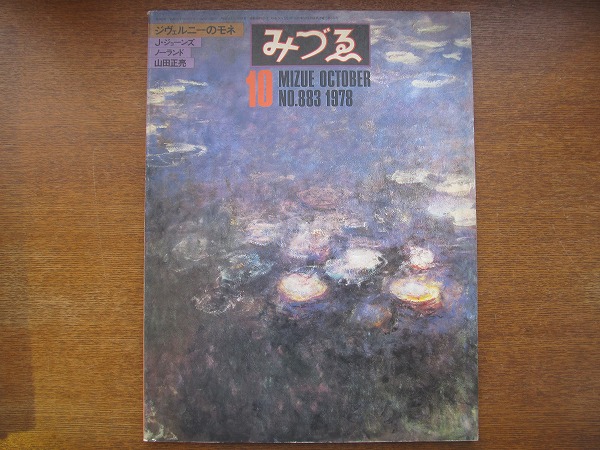 ジヴェルニーのモネ
J・ジョーンズ
ノーランド
山田正亮
みづゑ
10
MIZUE OCTOBER
NO.883 1978